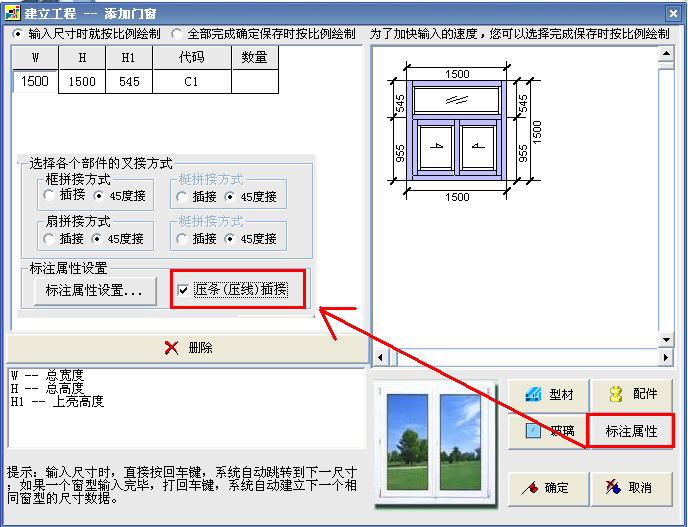 建立工程 -- 添加门窗
输入尺寸时就按比例绘制 全部完成确定保存时按比例绘制 为了加快输入的速度，您可以选择完成保存时按比例绘制
W H H1 代码 数量
1500 1500 545 C1
选择各个部件的叉接方式
框拼接方式 梃拼接方式
插接 45度接 插接 45度接
扇拼接方式 梃拼接方式
插接 45度接 插接 45度接
标注属性设置
标注属性设置... 压条(压线)插接
删除
1500
545 545
1500
955 955
1500
W -- 总宽度
H -- 总高度
H1 -- 上亮高度
型材 配件
玻璃 标注属性
确定 取消
提示：输入尺寸时，直接按回车键，系统自动跳转到下一尺寸
；如果一个窗型输入完毕，打回车键，系统自动建立下一个相
同窗型的尺寸数据。